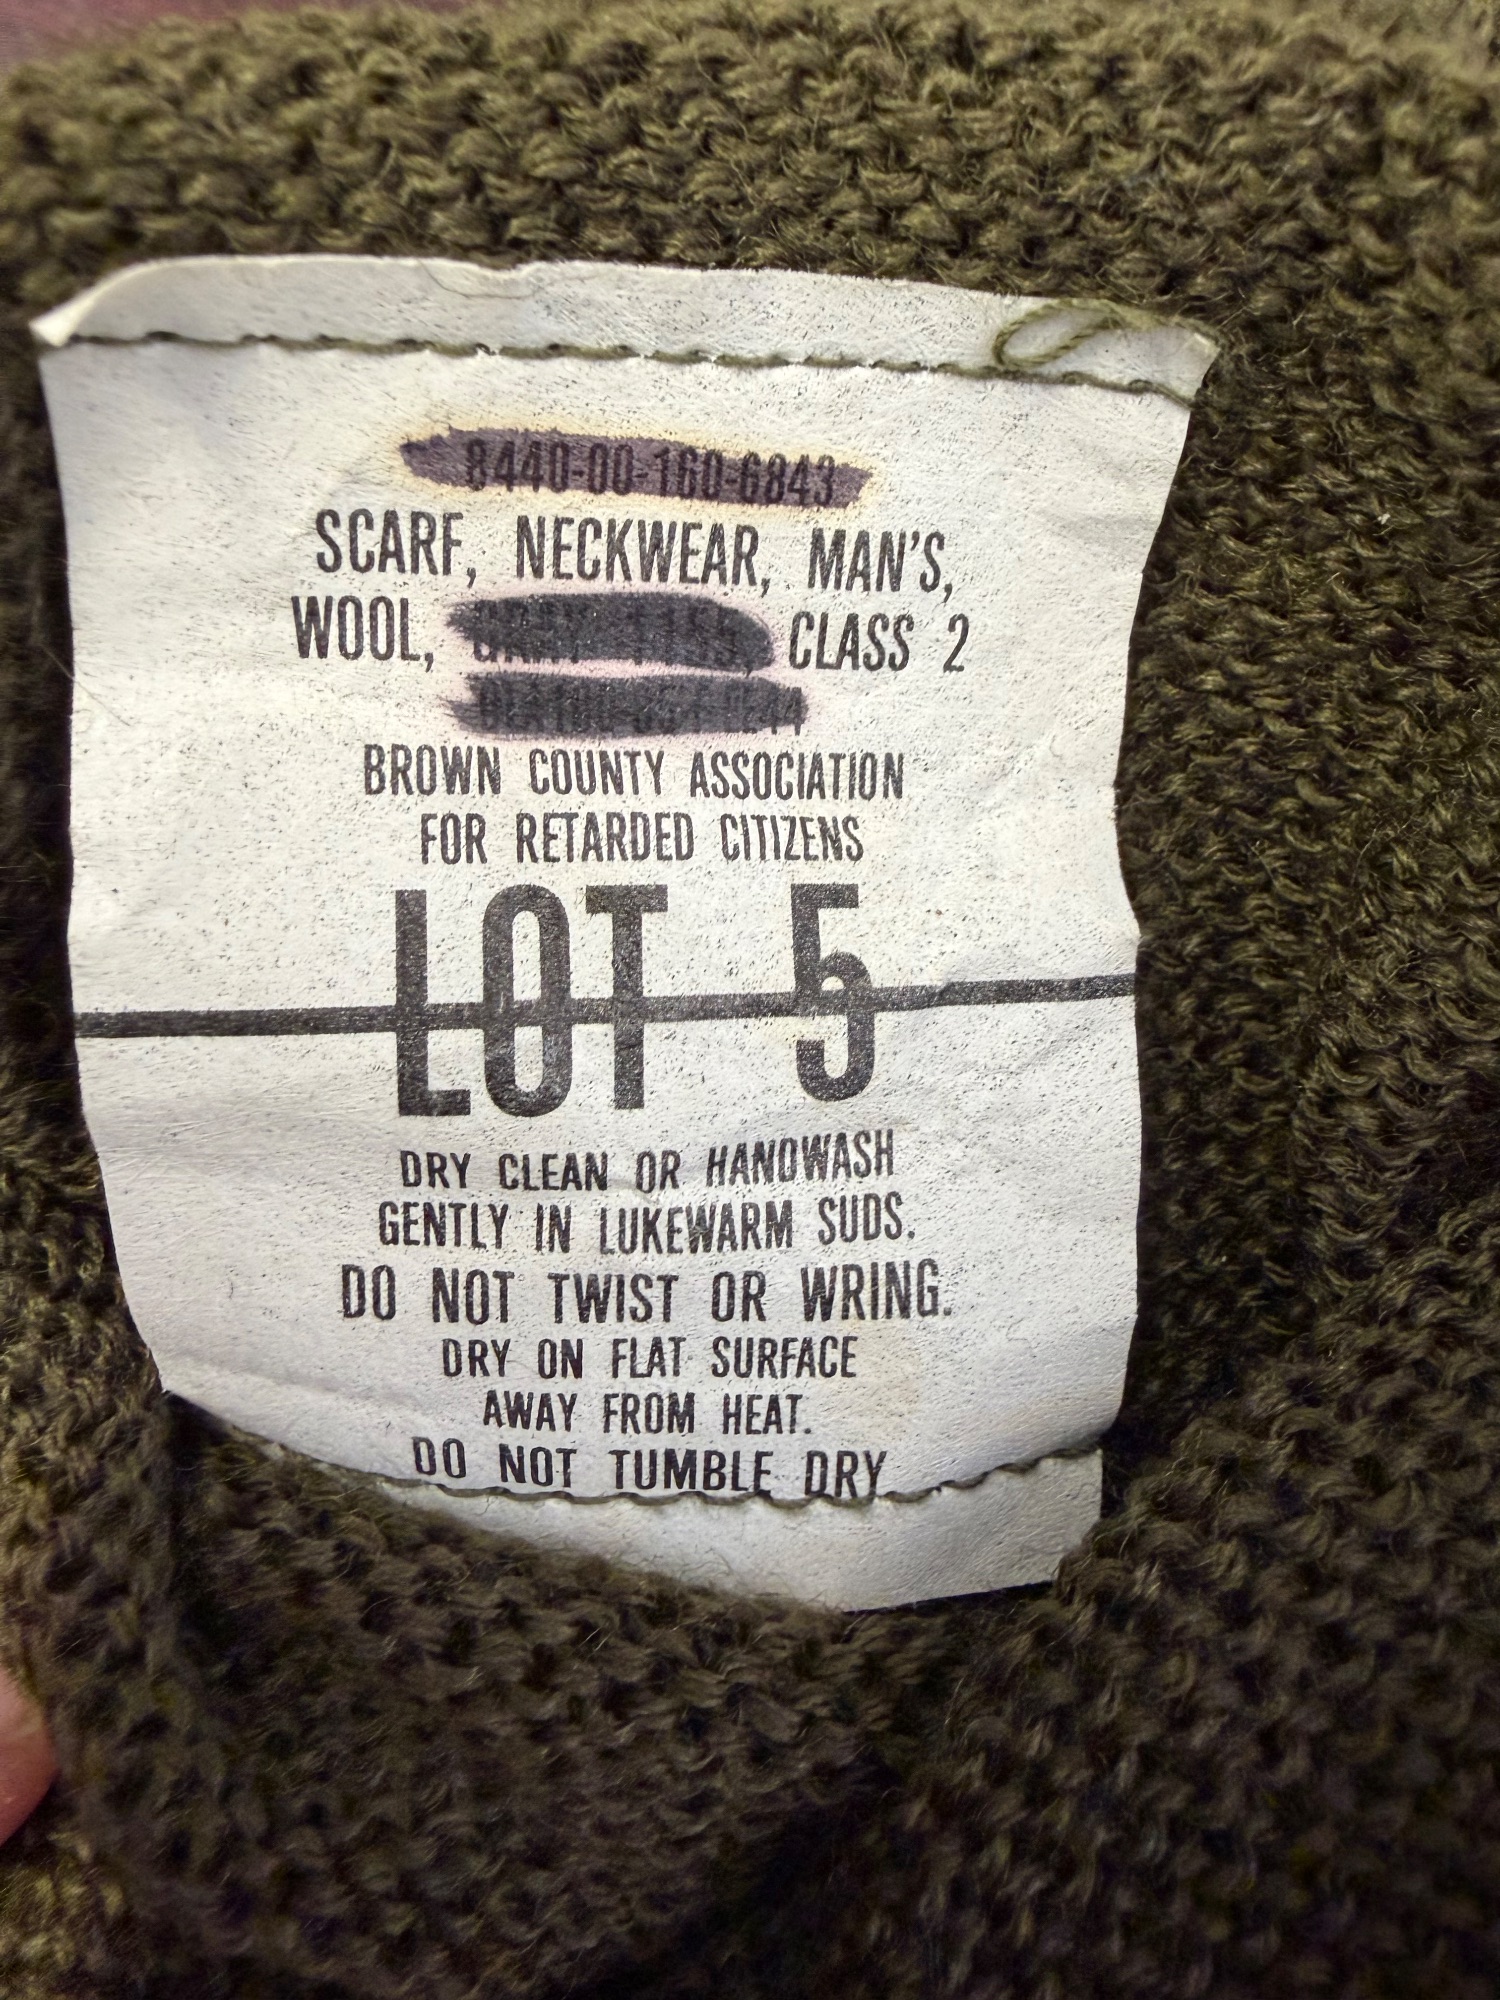 8440-00-160-6843
SCARF, NECKWEAR, MAN'S,
WOOL, CLASS 2
BROWN COUNTY ASSOCIATION
FOR RETARDED CITIZENS
LOT 5
DRY CLEAN OR HANDWASH
GENTLY IN LUKEWARM SUDS.
DO NOT TWIST OR WRING.
DRY ON FLAT SURFACE
AWAY FROM HEAT.
DO NOT TUMBLE DRY